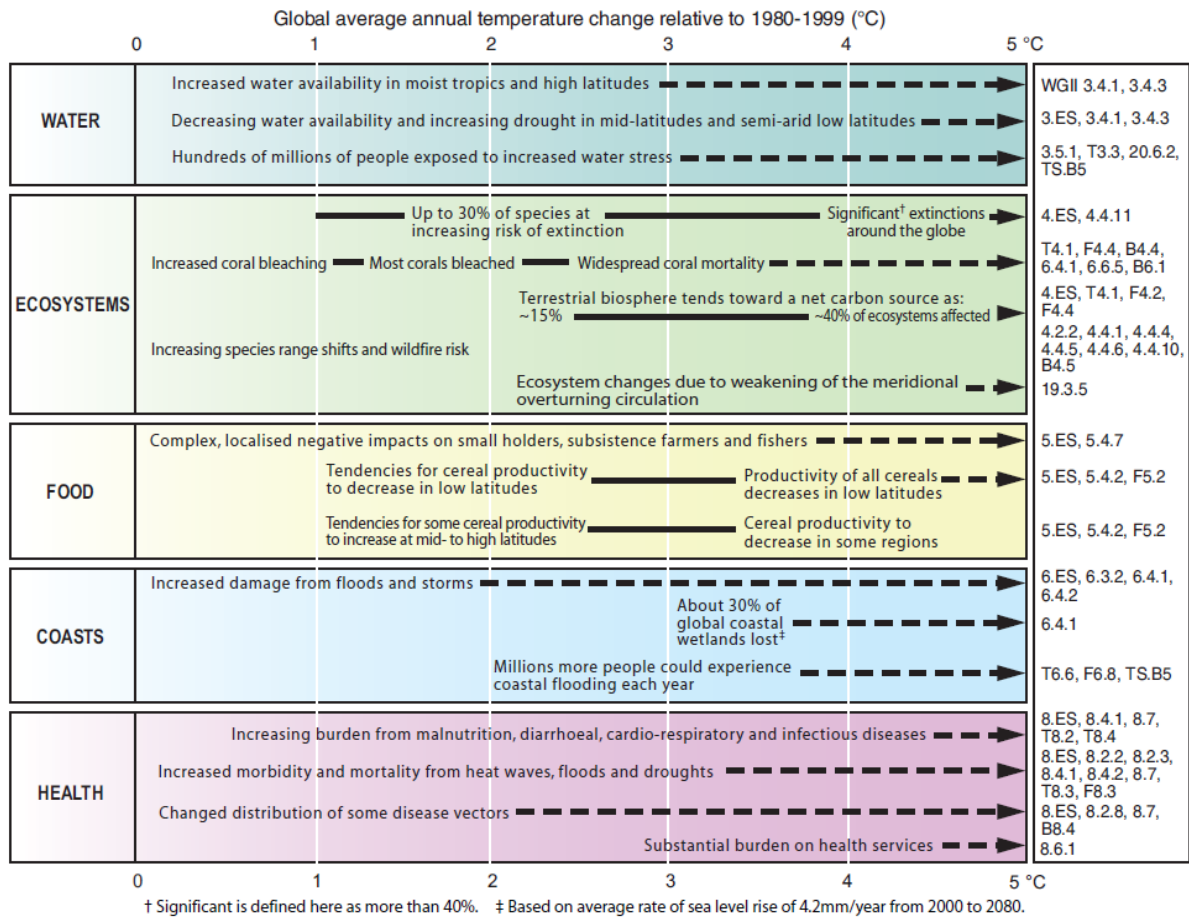 Global average annual temperature change relative to 1980-1999 (°C)
0 1 2 3 4 5 °C
WATER
Increased water availability in moist tropics and high latitudes
WGII 3.4.1, 3.4.3
Decreasing water availability and increasing drought in mid-latitudes and semi-arid low latitudes
3.ES, 3.4.1, 3.4.3
Hundreds of millions of people exposed to increased water stress
3.5.1, T3.3, 20.6.2,
TS.B5
ECOSYSTEMS
Up to 30% of species at
increasing risk of extinction
Significant† extinctions
around the globe
4.ES, 4.4.11
Increased coral bleaching Most corals bleached Widespread coral mortality
T4.1, F4.4, B4.4,
6.4.1, 6.6.5, B6.1
Terrestrial biosphere tends toward a net carbon source as:
~15% ~40% of ecosystems affected
4.ES, T4.1, F4.2,
F4.4
Increasing species range shifts and wildfire risk
4.2.2, 4.4.1, 4.4.4,
4.4.5, 4.4.6, 4.4.10,
B4.5
Ecosystem changes due to weakening of the meridional
overturning circulation
19.3.5
FOOD
Complex, localised negative impacts on small holders, subsistence farmers and fishers
5.ES, 5.4.7
Tendencies for cereal productivity
to decrease in low latitudes
Productivity of all cereals
decreases in low latitudes
5.ES, 5.4.2, F5.2
Tendencies for some cereal productivity
to increase at mid- to high latitudes
Cereal productivity to
decrease in some regions
5.ES, 5.4.2, F5.2
COASTS
Increased damage from floods and storms
6.ES, 6.3.2, 6.4.1,
6.4.2
About 30% of
global coastal
wetlands lost‡
6.4.1
Millions more people could experience
coastal flooding each year
T6.6, F6.8, TS.B5
HEALTH
Increasing burden from malnutrition, diarrhoeal, cardio-respiratory and infectious diseases
8.ES, 8.4.1, 8.7,
T8.2, T8.4
Increased morbidity and mortality from heat waves, floods and droughts
8.ES, 8.2.2, 8.2.3,
8.4.1, 8.4.2, 8.7,
T8.3, F8.3
Changed distribution of some disease vectors
8.ES, 8.2.8, 8.7,
B8.4
Substantial burden on health services
8.6.1
0 1 2 3 4 5 °C
† Significant is defined here as more than 40%. ‡ Based on average rate of sea level rise of 4.2mm/year from 2000 to 2080.